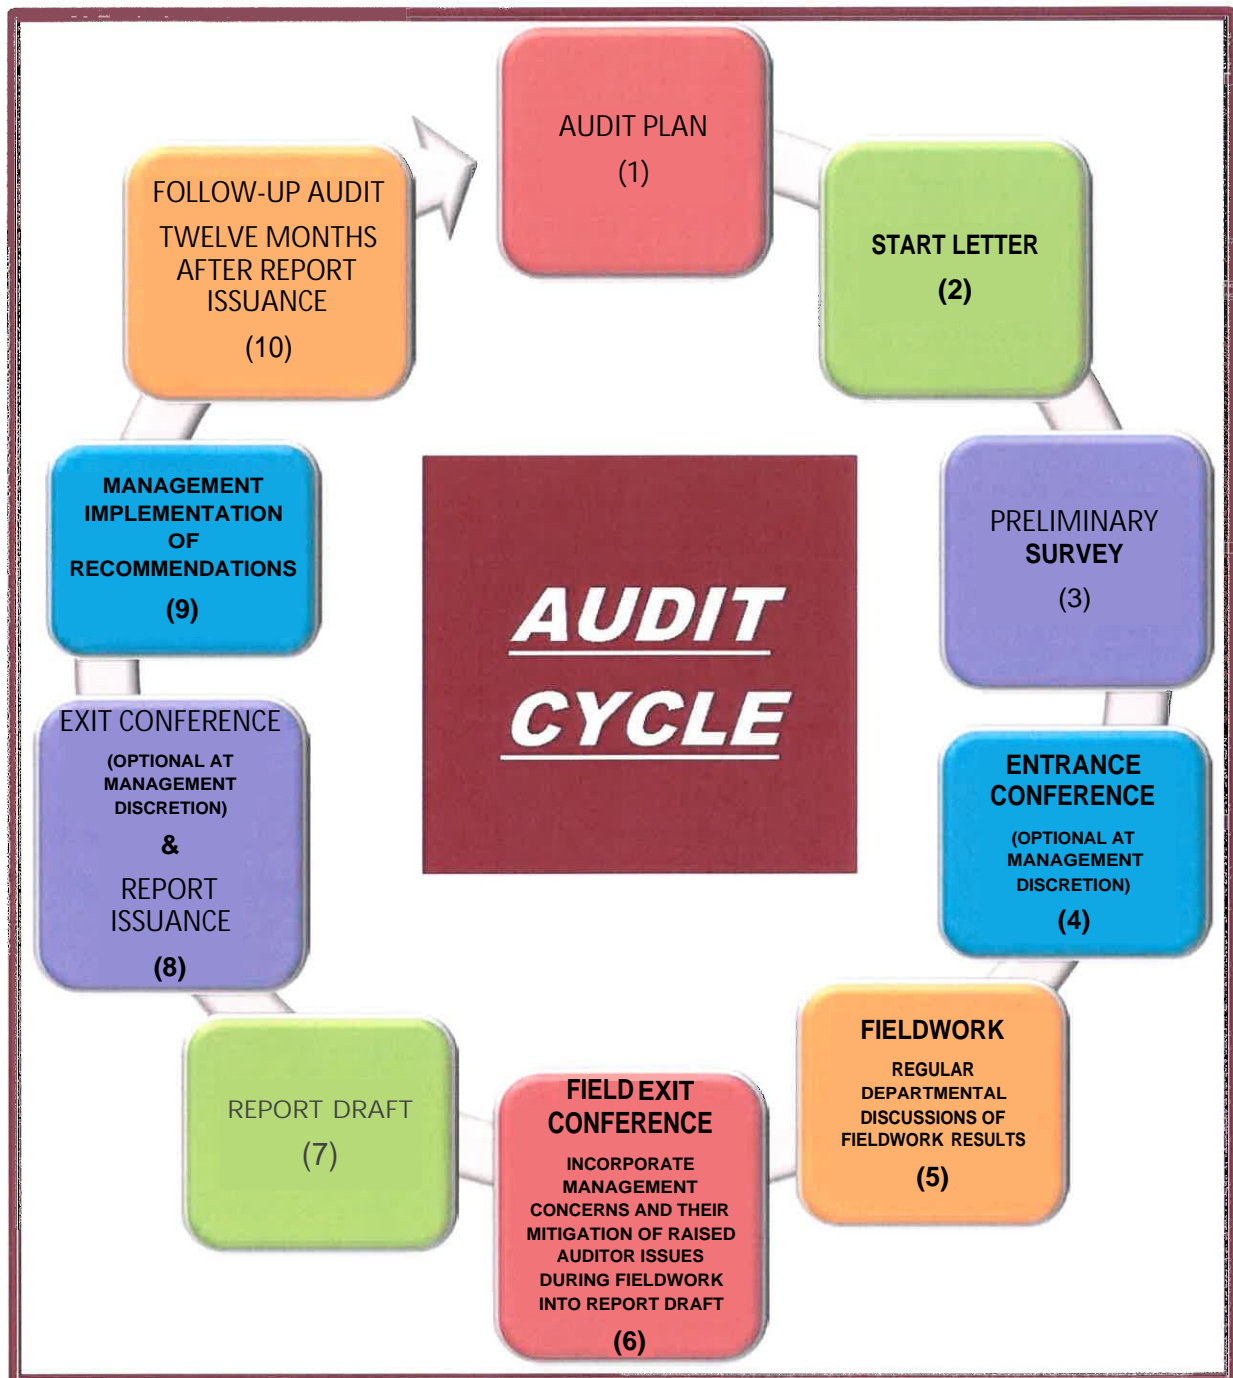 AUDIT PLAN
(1)
START LETTER
(2)
PRELIMINARY
SURVEY
(3)
ENTRANCE
CONFERENCE
(OPTIONAL AT
MANAGEMENT
DISCRETION)
(4)
FIELDWORK
REGULAR
DEPARTMENTAL
DISCUSSIONS OF
FIELDWORK RESULTS
(5)
FIELD EXIT
CONFERENCE
INCORPORATE
MANAGEMENT
CONCERNS AND THEIR
MITIGATION OF RAISED
AUDITOR ISSUES
DURING FIELDWORK
INTO REPORT DRAFT
(6)
REPORT DRAFT
(7)
EXIT CONFERENCE
(OPTIONAL AT
MANAGEMENT
DISCRETION)
&
REPORT
ISSUANCE
(8)
MANAGEMENT
IMPLEMENTATION
OF
RECOMMENDATIONS
(9)
FOLLOW-UP AUDIT
TWELVE MONTHS
AFTER REPORT
ISSUANCE
(10)
AUDIT
CYCLE